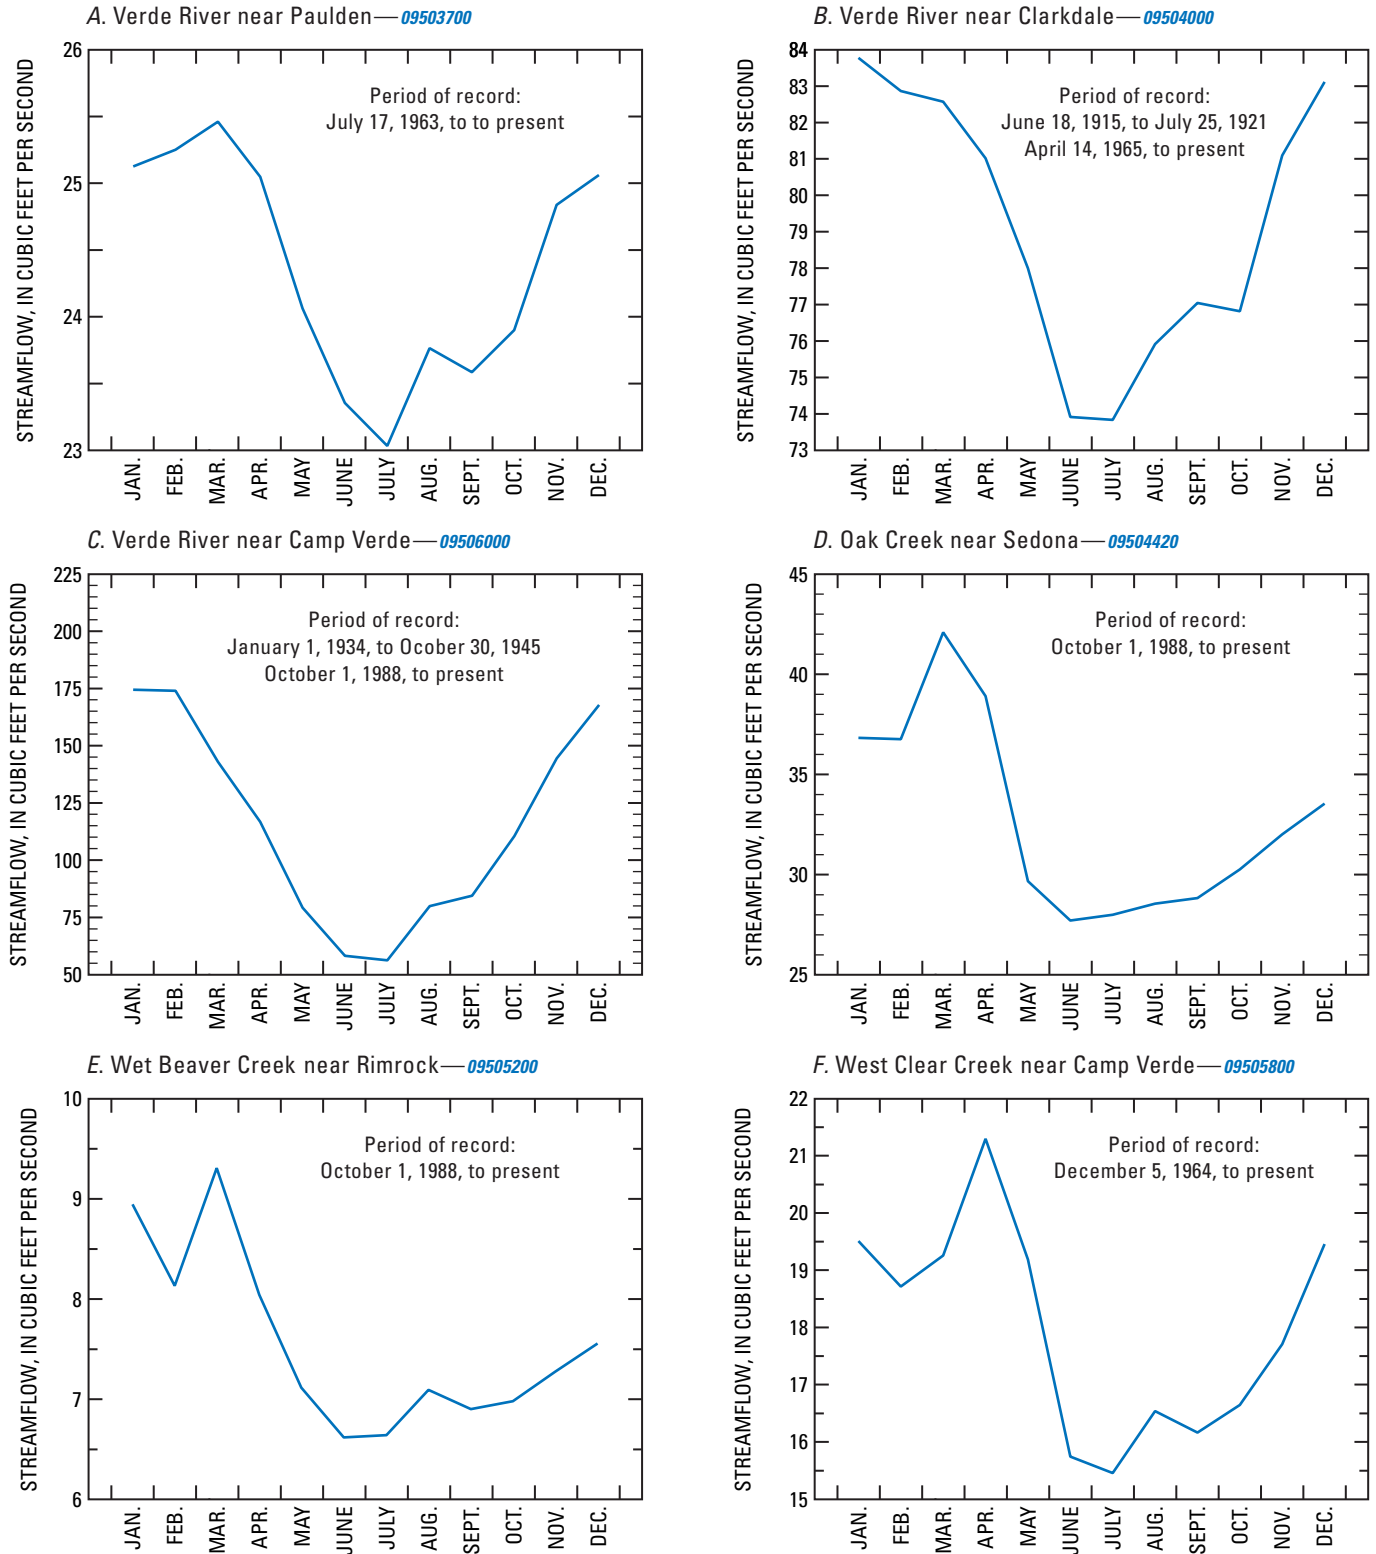 A. Verde River near Paulden—09503700
STREAMFLOW, IN CUBIC FEET PER SECOND
26
25
24
23
Period of record:
July 17, 1963, to to present
JAN.
FEB.
MAR.
APR.
MAY
JUNE
JULY
AUG.
SEPT.
OCT.
NOV.
DEC.
B. Verde River near Clarkdale—09504000
STREAMFLOW, IN CUBIC FEET PER SECOND
84
83
82
81
80
79
78
77
76
75
74
73
Period of record:
June 18, 1915, to July 25, 1921
April 14, 1965, to present
JAN.
FEB.
MAR.
APR.
MAY
JUNE
JULY
AUG.
SEPT.
OCT.
NOV.
DEC.
C. Verde River near Camp Verde—09506000
STREAMFLOW, IN CUBIC FEET PER SECOND
225
200
175
150
125
100
75
50
Period of record:
January 1, 1934, to Ocober 30, 1945
October 1, 1988, to present
JAN.
FEB.
MAR.
APR.
MAY
JUNE
JULY
AUG.
SEPT.
OCT.
NOV.
DEC.
D. Oak Creek near Sedona—09504420
STREAMFLOW, IN CUBIC FEET PER SECOND
45
40
35
30
25
Period of record:
October 1, 1988, to present
JAN.
FEB.
MAR.
APR.
MAY
JUNE
JULY
AUG.
SEPT.
OCT.
NOV.
DEC.
E. Wet Beaver Creek near Rimrock—09505200
STREAMFLOW, IN CUBIC FEET PER SECOND
10
9
8
7
6
Period of record:
October 1, 1988, to present
JAN.
FEB.
MAR.
APR.
MAY
JUNE
JULY
AUG.
SEPT.
OCT.
NOV.
DEC.
F. West Clear Creek near Camp Verde—09505800
STREAMFLOW, IN CUBIC FEET PER SECOND
22
21
20
19
18
17
16
15
Period of record:
December 5, 1964, to present
JAN.
FEB.
MAR.
APR.
MAY
JUNE
JULY
AUG.
SEPT.
OCT.
NOV.
DEC.